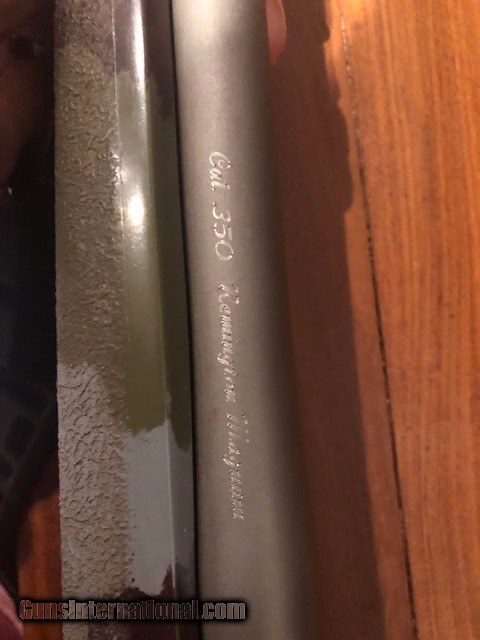 Cal. 350 Remington Magnum
GunsInternational.com